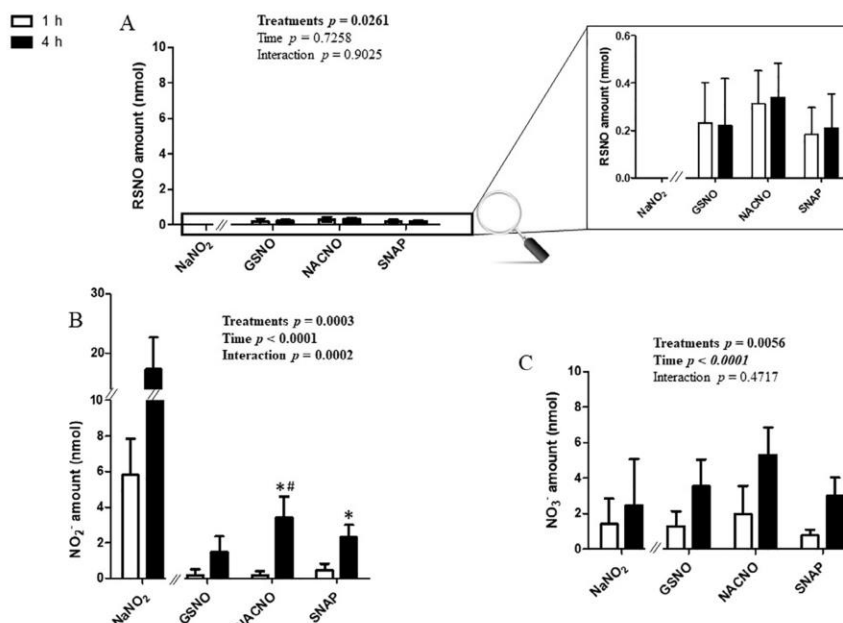 1 h
4 h
A
Treatments p = 0.0261
Time p = 0.7258
Interaction p = 0.9025
RSNO amount (nmol)
10
8
6
4
2
0
NaNO₂
//
GSNO
NACNO
SNAP
RSNO amount (nmol)
0.6
0.4
0.2
0.0
NaNO₂
//
GSNO
NACNO
SNAP
B
Treatments p = 0.0003
Time p < 0.0001
Interaction p = 0.0002
NO₂⁻ amount (nmol)
30
20
10
8
6
4
2
0
*#
*
NaNO₂
//
GSNO
NACNO
SNAP
C
Treatments p = 0.0056
Time p < 0.0001
Interaction p = 0.4717
NO₃⁻ amount (nmol)
10
8
6
4
2
0
NaNO₂
//
GSNO
NACNO
SNAP